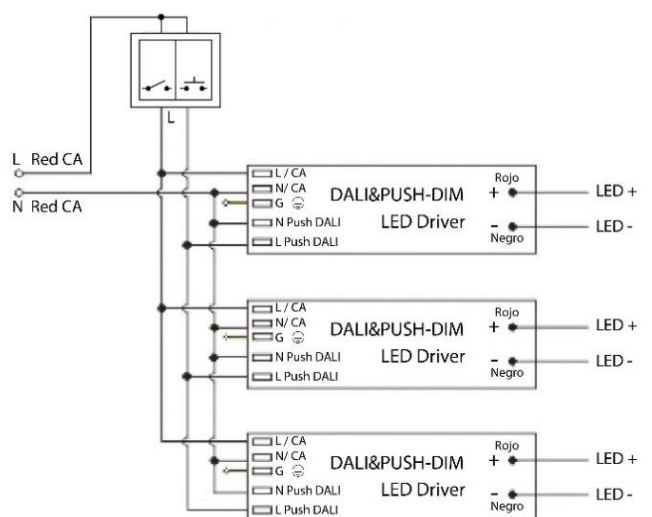 L
L Red CA
N Red CA
L / CA
N/ CA
G
N Push DALI
L Push DALI
DALI&PUSH-DIM
LED Driver
Rojo
+
-
Negro
LED +
LED -
L / CA
N/ CA
G
N Push DALI
L Push DALI
DALI&PUSH-DIM
LED Driver
Rojo
+
-
Negro
LED +
LED -
L / CA
N/ CA
G
N Push DALI
L Push DALI
DALI&PUSH-DIM
LED Driver
Rojo
+
-
Negro
LED +
LED -